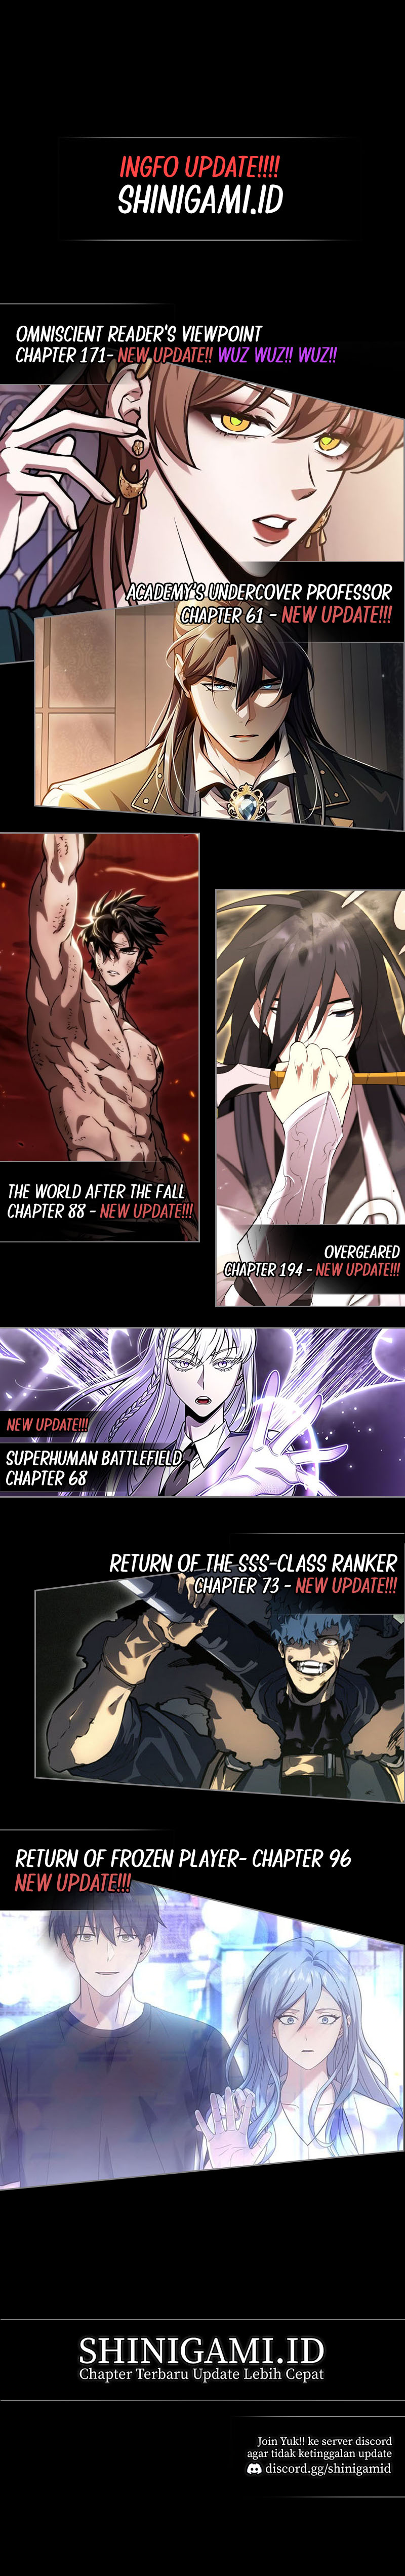 INGFO UPDATE!!!!
SHINIGAMI.ID
OMNISCIENT READER'S VIEWPOINT
CHAPTER 171- NEW UPDATE!! WUZ WUZ!! WUZ!!
ACADEMY'S UNDERCOVER PROFESSOR
CHAPTER 61 - NEW UPDATE!!!
THE WORLD AFTER THE FALL
CHAPTER 88 - NEW UPDATE!!!
OVERGEARED
CHAPTER 194 - NEW UPDATE!!!
NEW UPDATE!!!
SUPERHUMAN BATTLEFIELD
CHAPTER 68
RETURN OF THE SSS-CLASS RANKER
CHAPTER 73 - NEW UPDATE!!!
RETURN OF FROZEN PLAYER- CHAPTER 96
NEW UPDATE!!!
SHINIGAMI.ID
Chapter Terbaru Update Lebih Cepat
Join Yuk!! ke server discord
agar tidak ketinggalan update
discord.gg/shinigamid